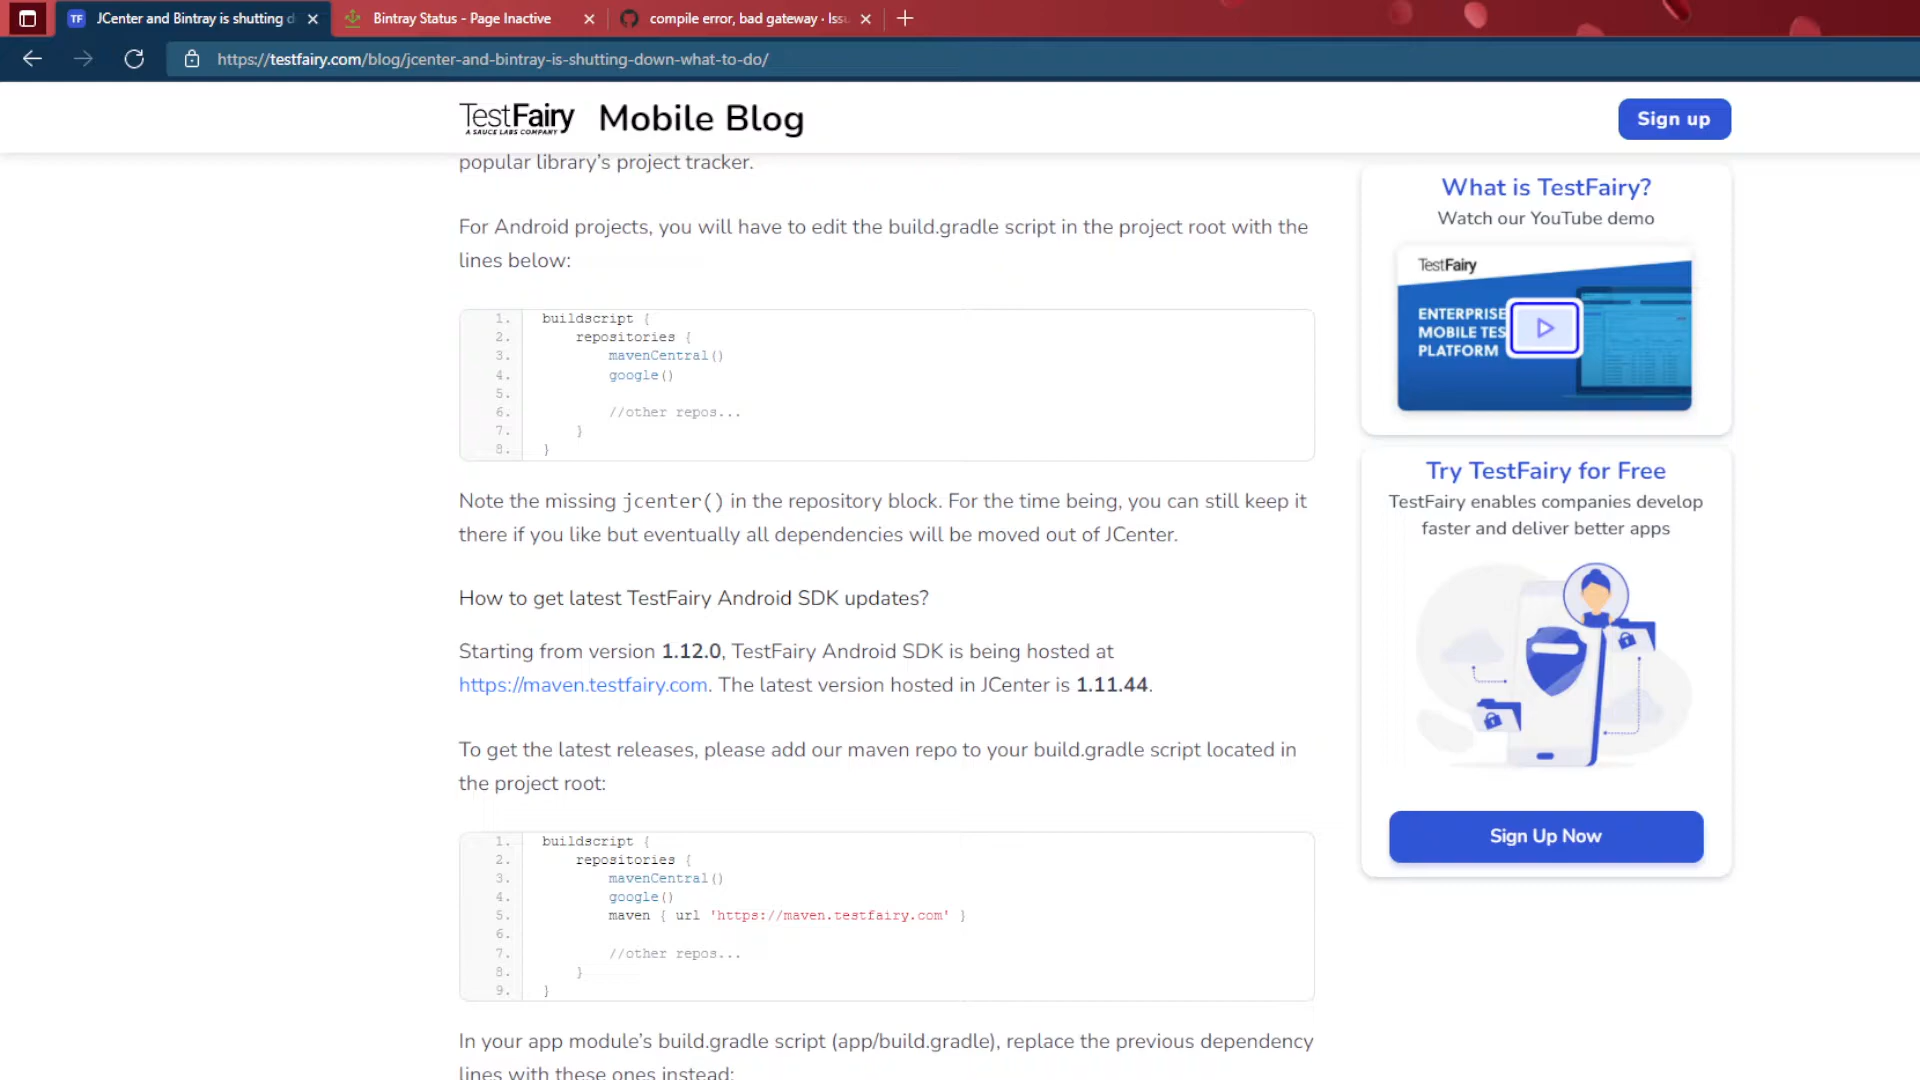 JCenter and Bintray is shutting d
Bintray Status - Page Inactive
compile error, bad gateway · Issu
https://testfairy.com/blog/jcenter-and-bintray-is-shutting-down-what-to-do/
TestFairy
A SAUCE LABS COMPANY
Mobile Blog
Sign up
popular library’s project tracker.
For Android projects, you will have to edit the build.gradle script in the project root with the
lines below:
1. buildscript {
2. repositories {
3. mavenCentral()
4. google()
5.
6. //other repos...
7. }
8. }
Note the missing jcenter() in the repository block. For the time being, you can still keep it
there if you like but eventually all dependencies will be moved out of JCenter.
How to get latest TestFairy Android SDK updates?
Starting from version 1.12.0, TestFairy Android SDK is being hosted at
https://maven.testfairy.com. The latest version hosted in JCenter is 1.11.44.
To get the latest releases, please add our maven repo to your build.gradle script located in
the project root:
1. buildscript {
2. repositories {
3. mavenCentral()
4. google()
5. maven { url 'https://maven.testfairy.com' }
6.
7. //other repos...
8. }
9. }
In your app module’s build.gradle script (app/build.gradle), replace the previous dependency
lines with these ones instead:
What is TestFairy?
Watch our YouTube demo
TestFairy
ENTERPRISE
MOBILE TES
PLATFORM
Try TestFairy for Free
TestFairy enables companies develop
faster and deliver better apps
Sign Up Now